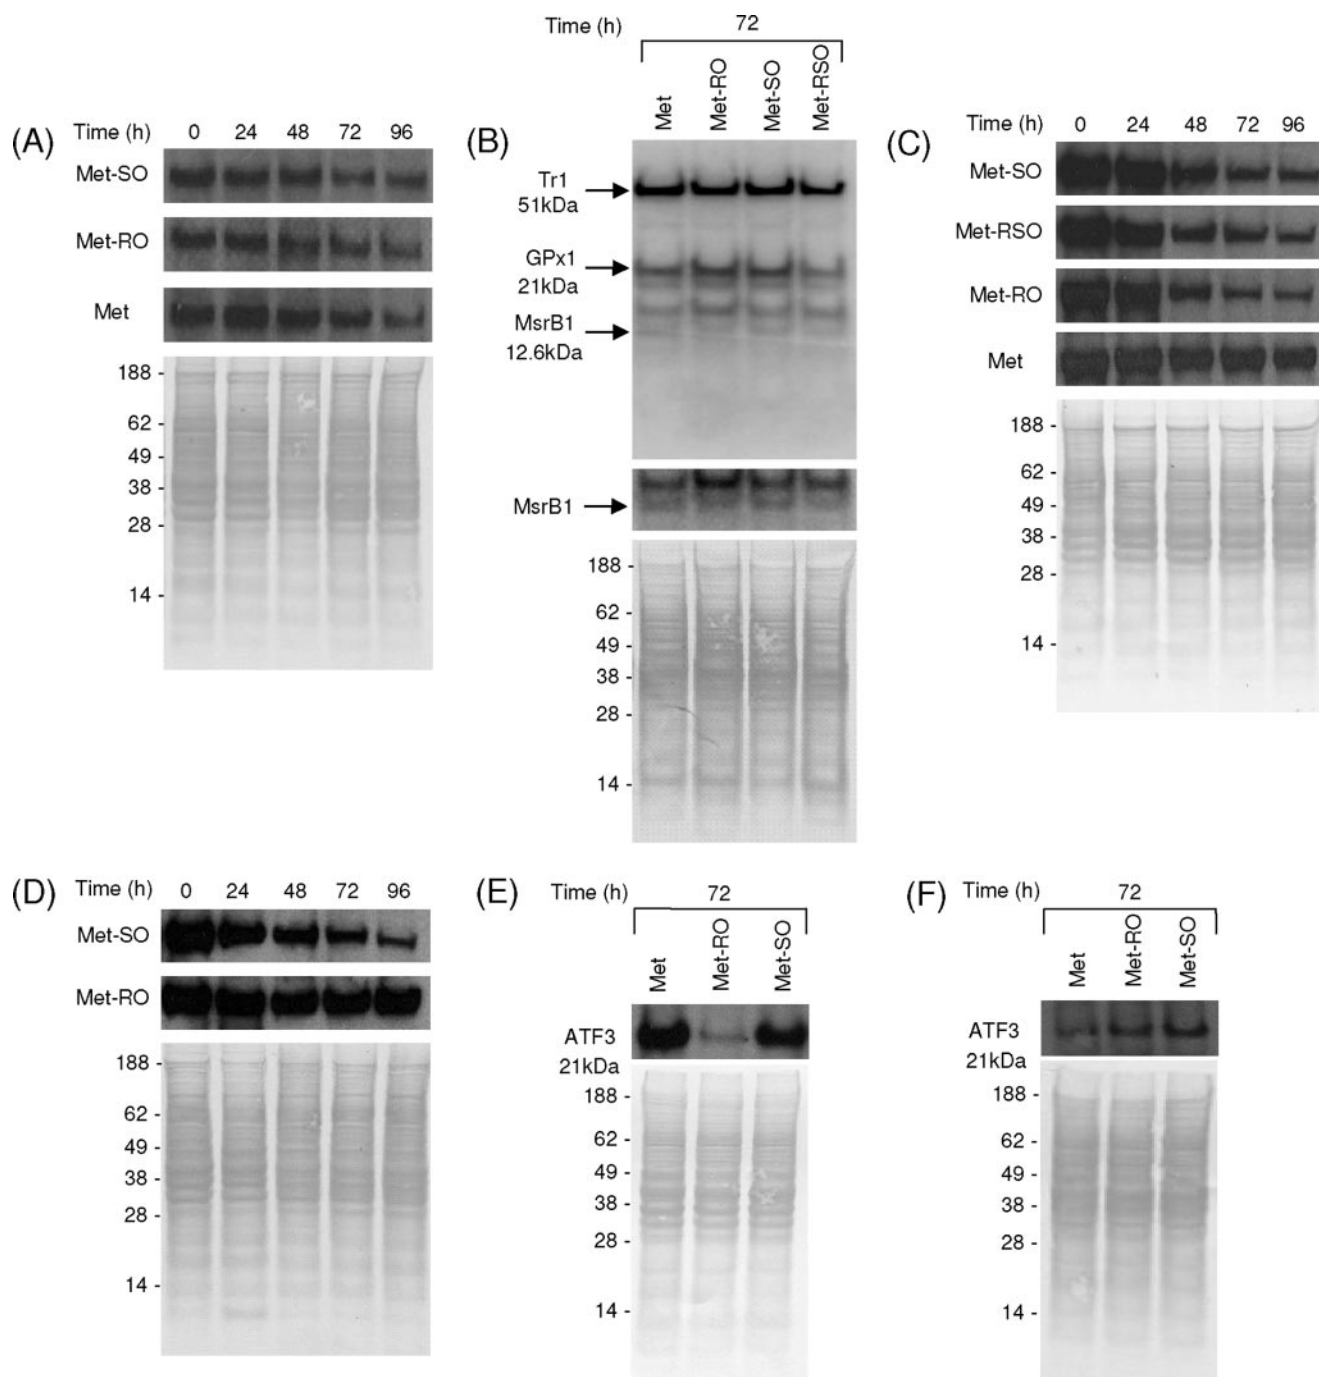 (A)
Time (h) 0 24 48 72 96
Met-SO
Met-RO
Met
188 -
62 -
49 -
38 -
28 -
14 -
(B)
Time (h) 72
Met Met-RO Met-SO Met-RSO
Tr1
51kDa
GPx1
21kDa
MsrB1
12.6kDa
MsrB1
188 -
62 -
49 -
38 -
28 -
14 -
(C)
Time (h) 0 24 48 72 96
Met-SO
Met-RSO
Met-RO
Met
188 -
62 -
49 -
38 -
28 -
14 -
(D)
Time (h) 0 24 48 72 96
Met-SO
Met-RO
188 -
62 -
49 -
38 -
28 -
14 -
(E)
Time (h) 72
Met Met-RO Met-SO
ATF3
21kDa
188 -
62 -
49 -
38 -
28 -
14 -
(F)
Time (h) 72
Met Met-RO Met-SO
ATF3
21kDa
188 -
62 -
49 -
38 -
28 -
14 -